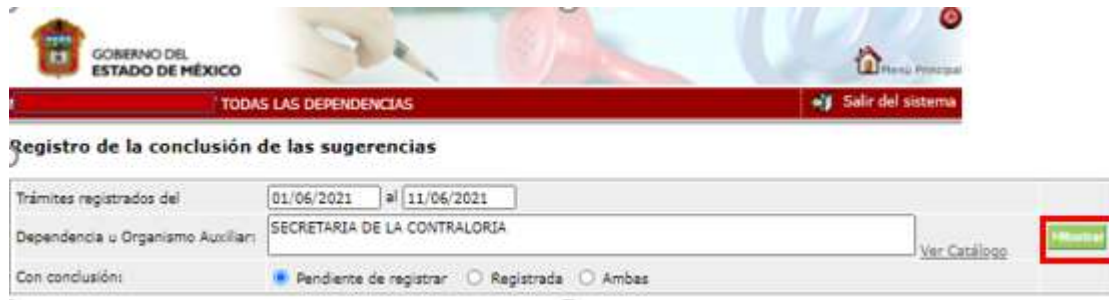 GOBIERNO DEL
ESTADO DE MÉXICO
Menú Principal
TODAS LAS DEPENDENCIAS
Salir del sistema
Registro de la conclusión de las sugerencias
Trámites registrados del 01/06/2021 al 11/06/2021
Dependencia u Organismo Auxiliar: SECRETARIA DE LA CONTRALORIA Ver Catálogo Mostrar
Con conclusión: Pendiente de registrar Registrada Ambas